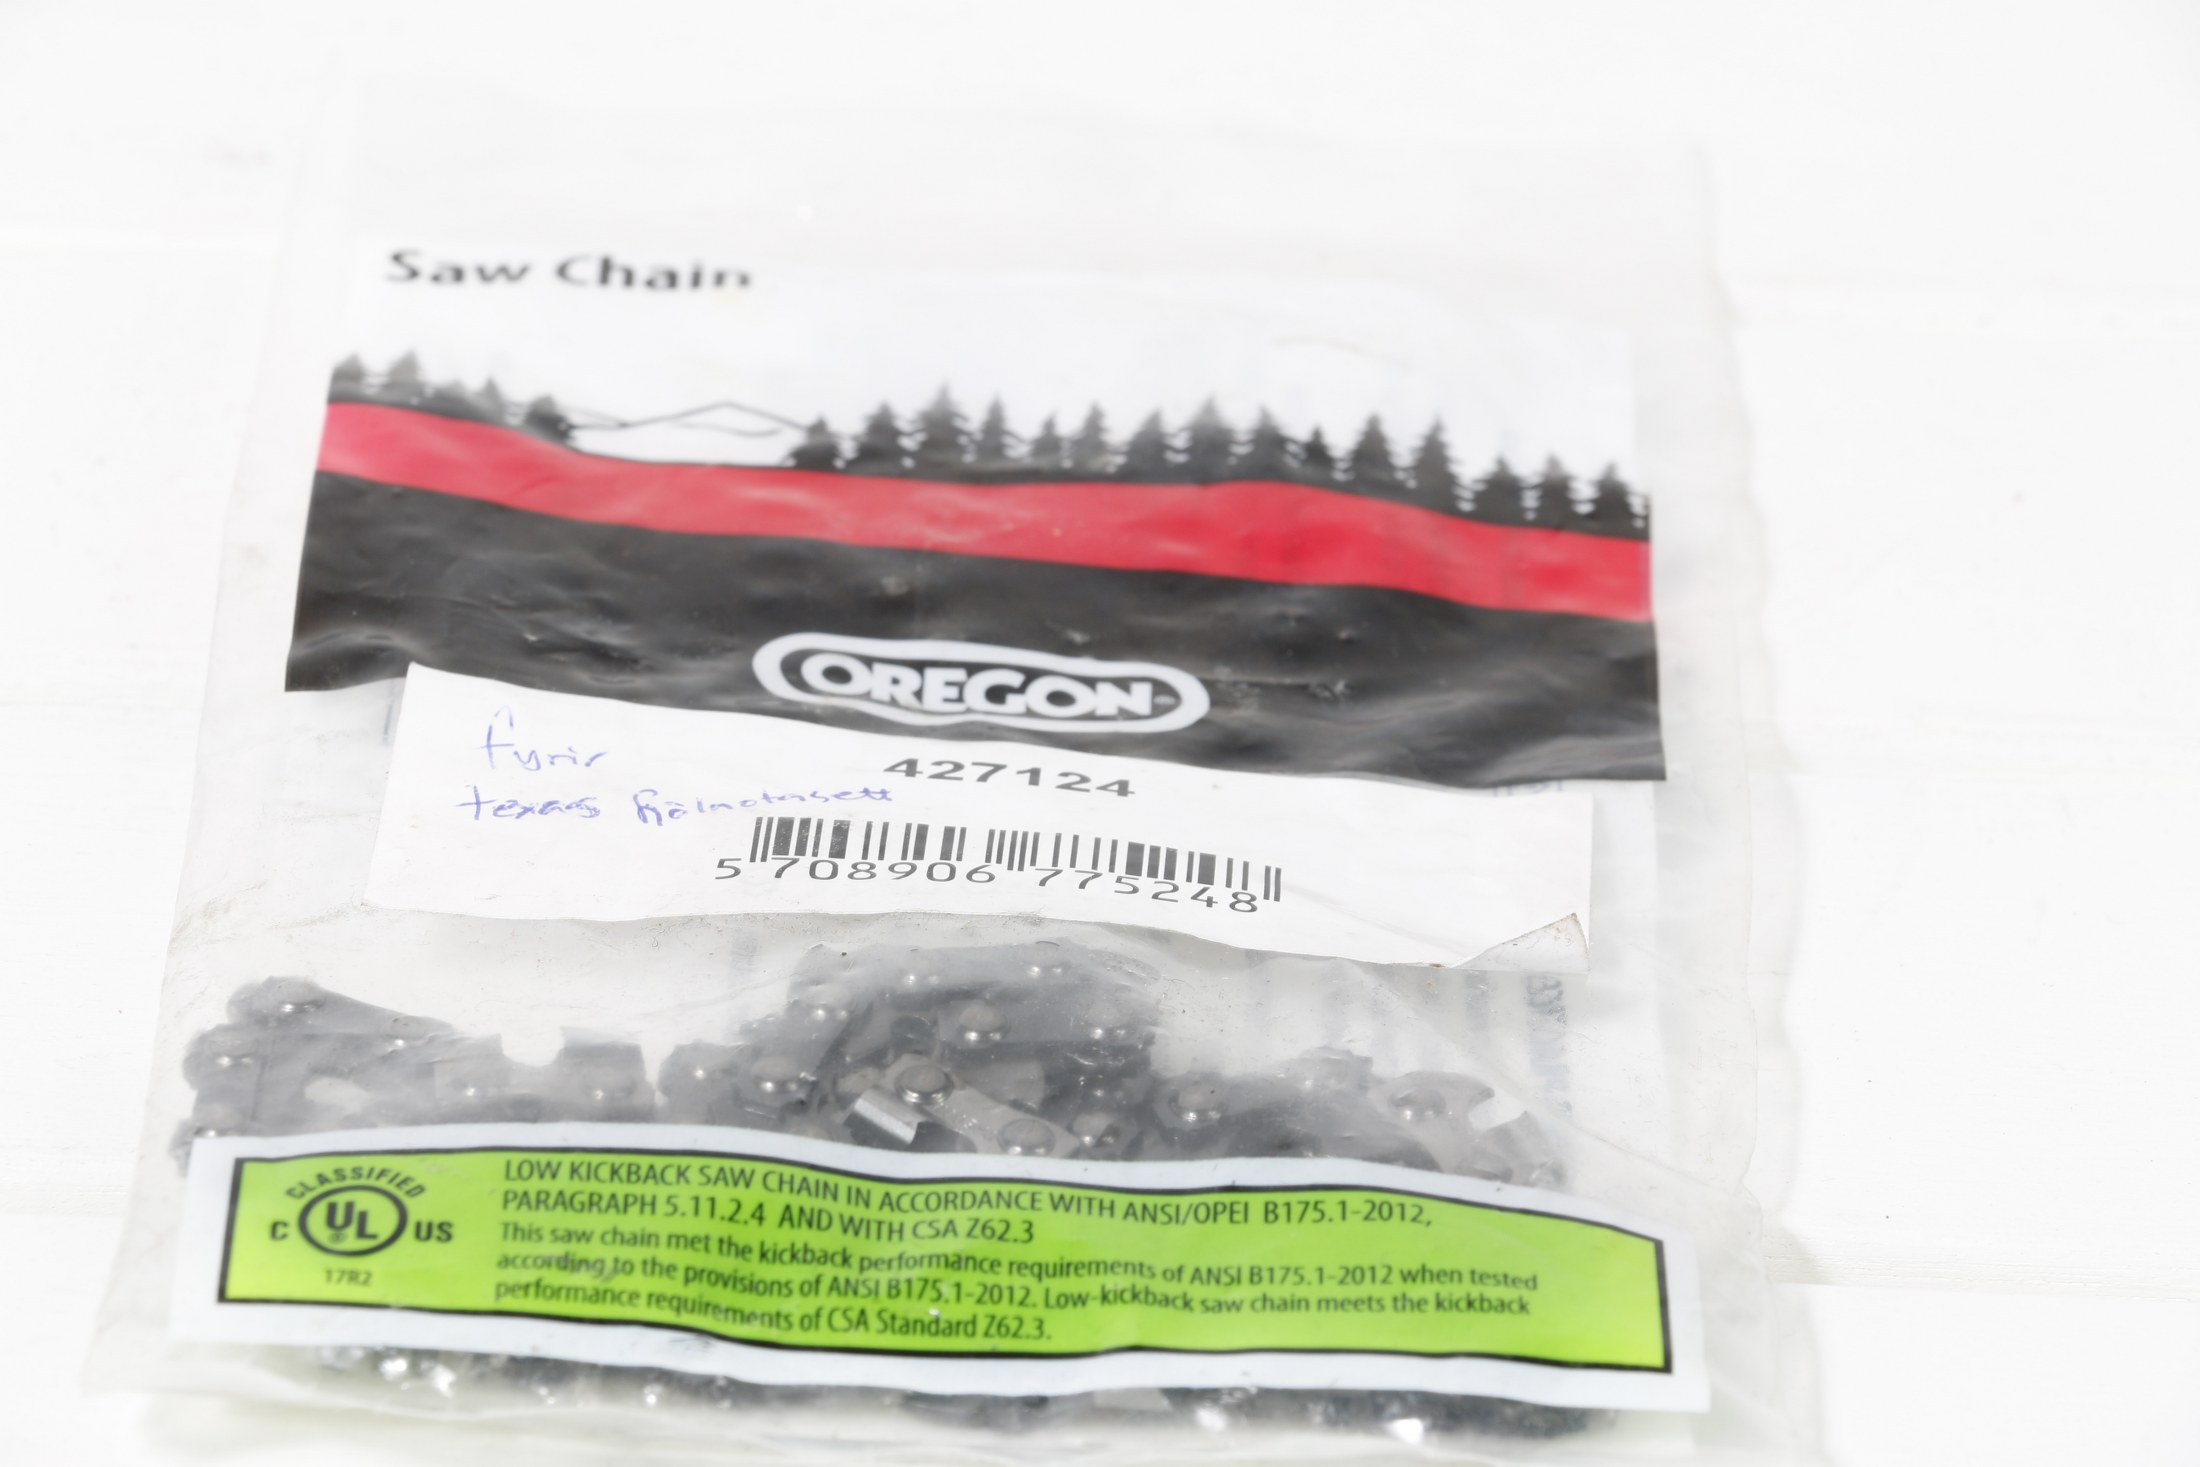 Saw Chain
OREGON
fyrir
427124
texas fjölnotasett
5 708906 775248
CLASSIFIED
C UL US
17R2
LOW KICKBACK SAW CHAIN IN ACCORDANCE WITH ANSI/OPEI B175.1-2012,
PARAGRAPH 5.11.2.4 AND WITH CSA Z62.3
This saw chain met the kickback performance requirements of ANSI B175.1-2012 when tested
according to the provisions of ANSI B175.1-2012. Low-kickback saw chain meets the kickback
performance requirements of CSA Standard Z62.3.